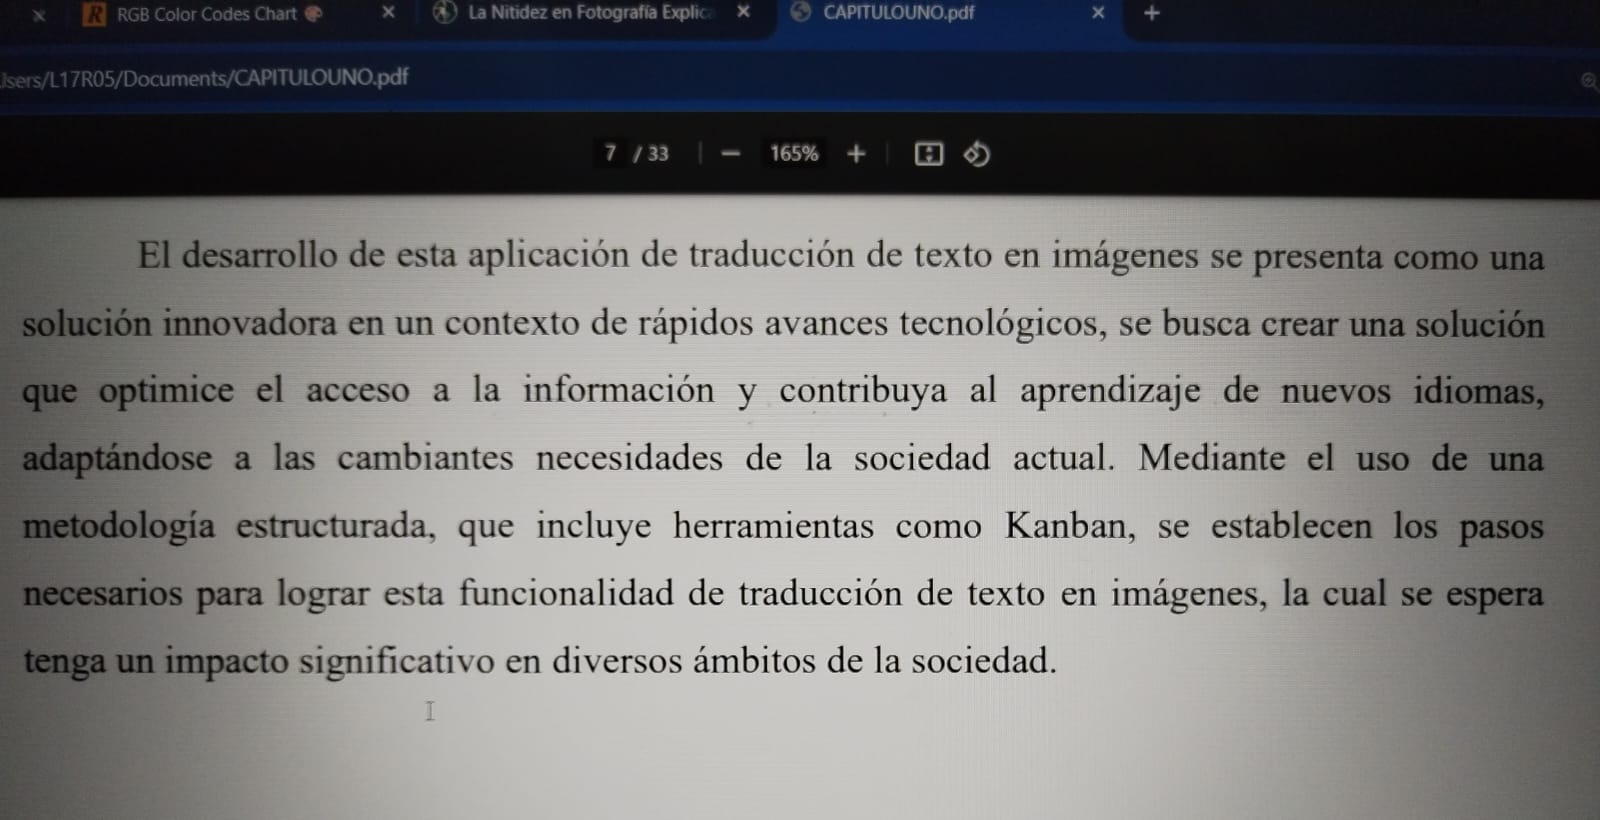 RGB Color Codes Chart
La Nitidez en Fotografía Explic
CAPITULOUNO.pdf
Users/L17R05/Documents/CAPITULOUNO.pdf
7 / 33 165%
El desarrollo de esta aplicación de traducción de texto en imágenes se presenta como una
solución innovadora en un contexto de rápidos avances tecnológicos, se busca crear una solución
que optimice el acceso a la información y contribuya al aprendizaje de nuevos idiomas,
adaptándose a las cambiantes necesidades de la sociedad actual. Mediante el uso de una
metodología estructurada, que incluye herramientas como Kanban, se establecen los pasos
necesarios para lograr esta funcionalidad de traducción de texto en imágenes, la cual se espera
tenga un impacto significativo en diversos ámbitos de la sociedad.